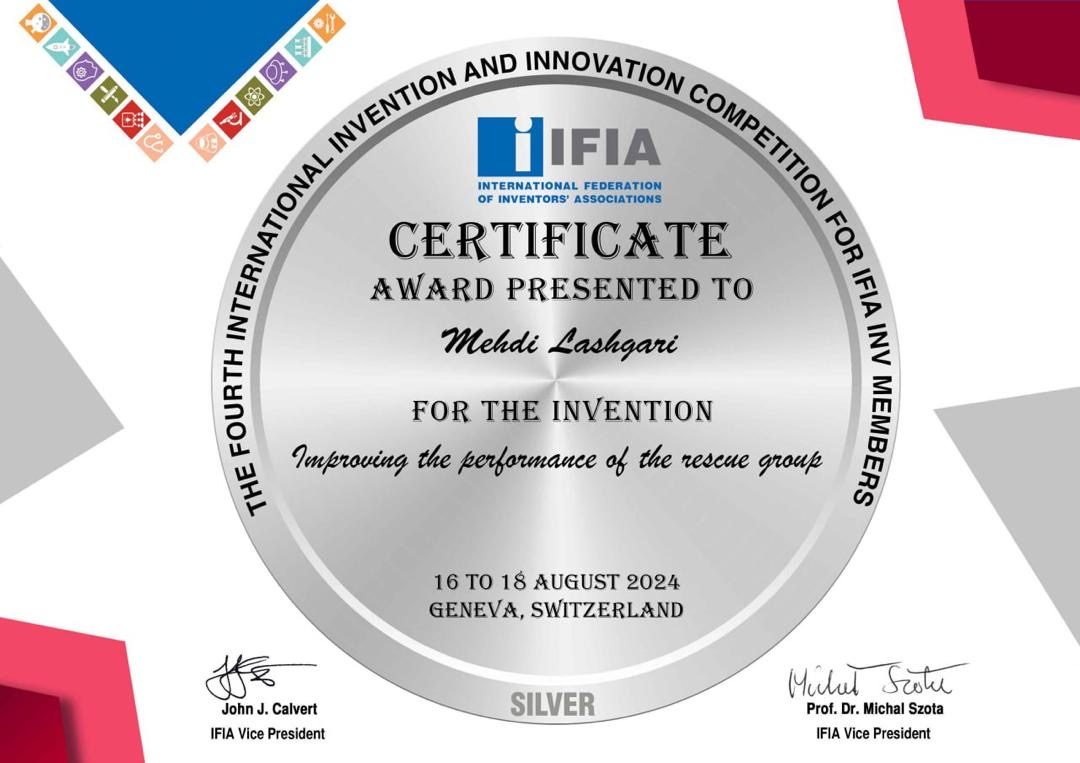 THE FOURTH INTERNATIONAL INVENTION AND INNOVATION COMPETITION FOR IFIA INV MEMBERS
i IFIA
INTERNATIONAL FEDERATION
OF INVENTORS' ASSOCIATIONS
CERTIFICATE
AWARD PRESENTED TO
Mehdi Lashgari
FOR THE INVENTION
Improving the performance of the rescue group
16 TO 18 AUGUST 2024
GENEVA, SWITZERLAND
SILVER
John J. Calvert
IFIA Vice President
Michal Szota
Prof. Dr. Michal Szota
IFIA Vice President